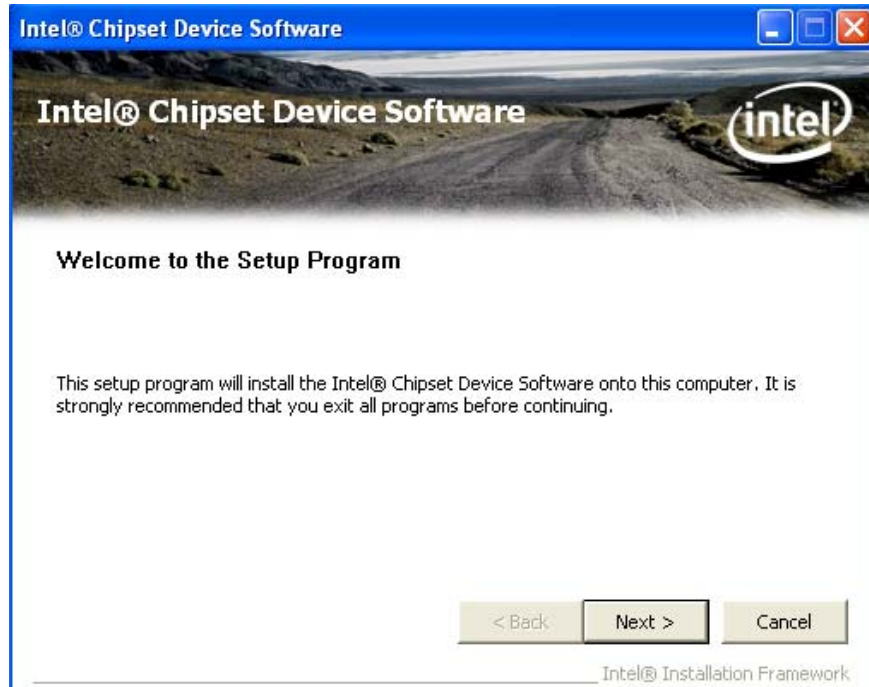 Intel® Chipset Device Software
Intel® Chipset Device Software
intel
Welcome to the Setup Program
This setup program will install the Intel® Chipset Device Software onto this computer. It is
strongly recommended that you exit all programs before continuing.
< Back
Next >
Cancel
Intel® Installation Framework